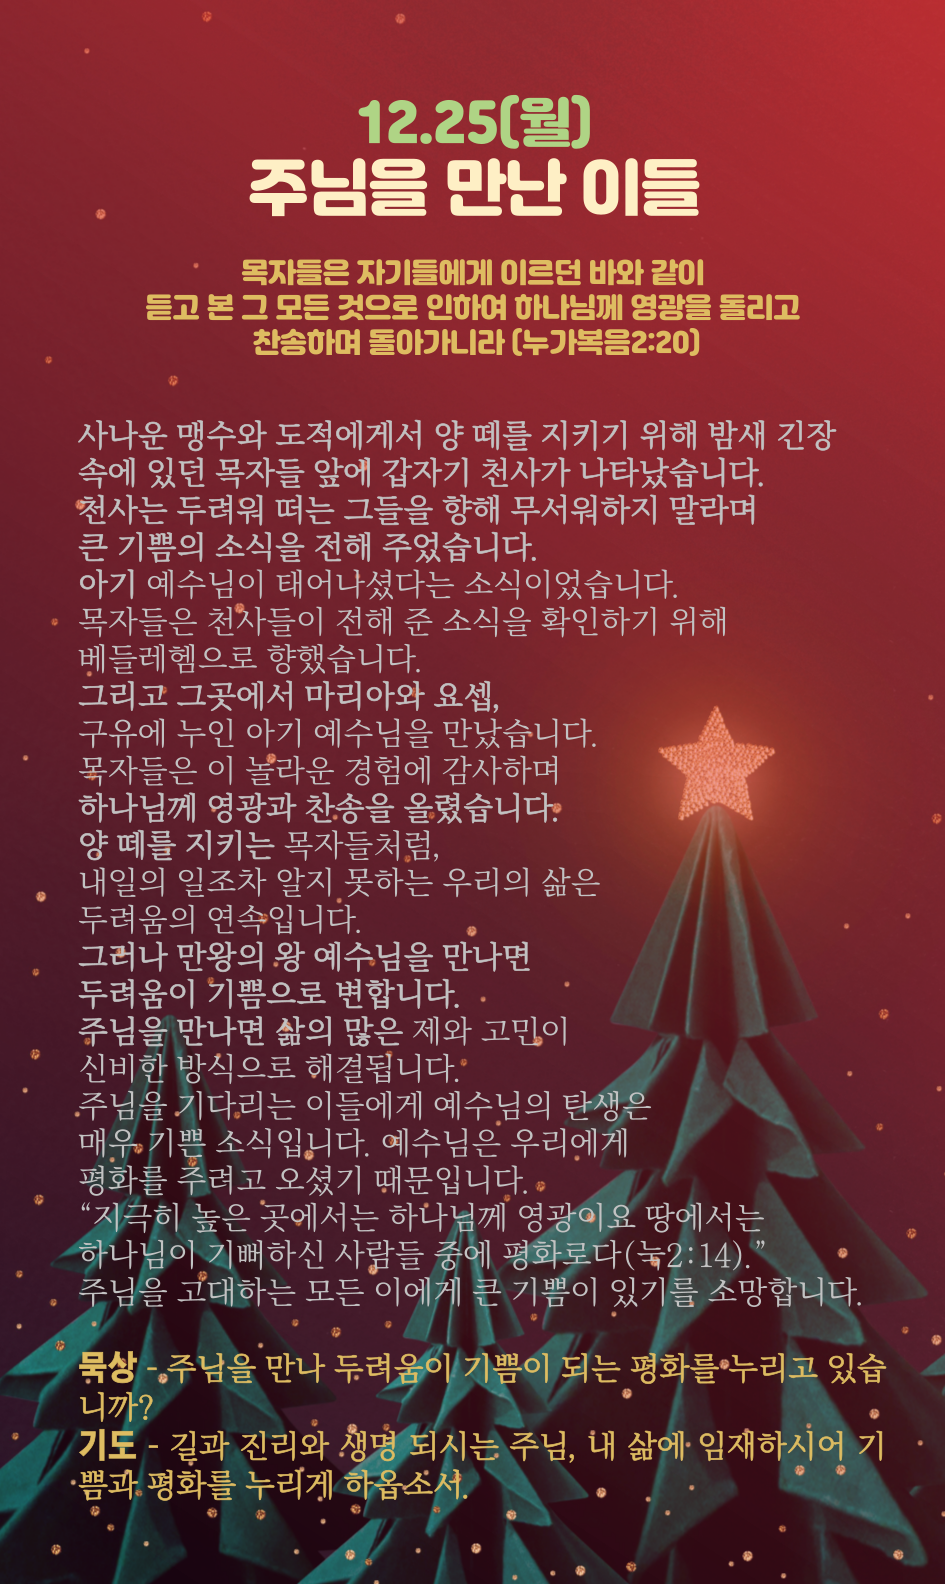 12.25(월)
주님을 만난 이들
목자들은 자기들에게 이르던 바와 같이
듣고 본 그 모든 것으로 인하여 하나님께 영광을 돌리고
찬송하며 돌아가니라 (누가복음2:20)
사나운 맹수와 도적에게서 양 떼를 지키기 위해 밤새 긴장
속에 있던 목자들 앞에 갑자기 천사가 나타났습니다.
천사는 두려워 떠는 그들을 향해 무서워하지 말라며
큰 기쁨의 소식을 전해 주었습니다.
아기 예수님이 태어나셨다는 소식이었습니다.
목자들은 천사들이 전해 준 소식을 확인하기 위해
베들레헴으로 향했습니다.
그리고 그곳에서 마리아와 요셉,
구유에 누인 아기 예수님을 만났습니다.
목자들은 이 놀라운 경험에 감사하며
하나님께 영광과 찬송을 올렸습니다.
양 떼를 지키는 목자들처럼,
내일의 일조차 알지 못하는 우리의 삶은
두려움의 연속입니다.
그러나 만왕의 왕 예수님을 만나면
두려움이 기쁨으로 변합니다.
주님을 만나면 삶의 많은 제와 고민이
신비한 방식으로 해결됩니다.
주님을 기다리는 이들에게 예수님의 탄생은
매우 기쁜 소식입니다. 예수님은 우리에게
평화를 주려고 오셨기 때문입니다.
“지극히 높은 곳에서는 하나님께 영광이요 땅에서는
하나님이 기뻐하신 사람들 중에 평화로다(눅2:14).”
주님을 고대하는 모든 이에게 큰 기쁨이 있기를 소망합니다.
묵상 - 주님을 만나 두려움이 기쁨이 되는 평화를 누리고 있습
니까?
기도 - 길과 진리와 생명 되시는 주님, 내 삶에 임재하시어 기
쁨과 평화를 누리게 하옵소서.